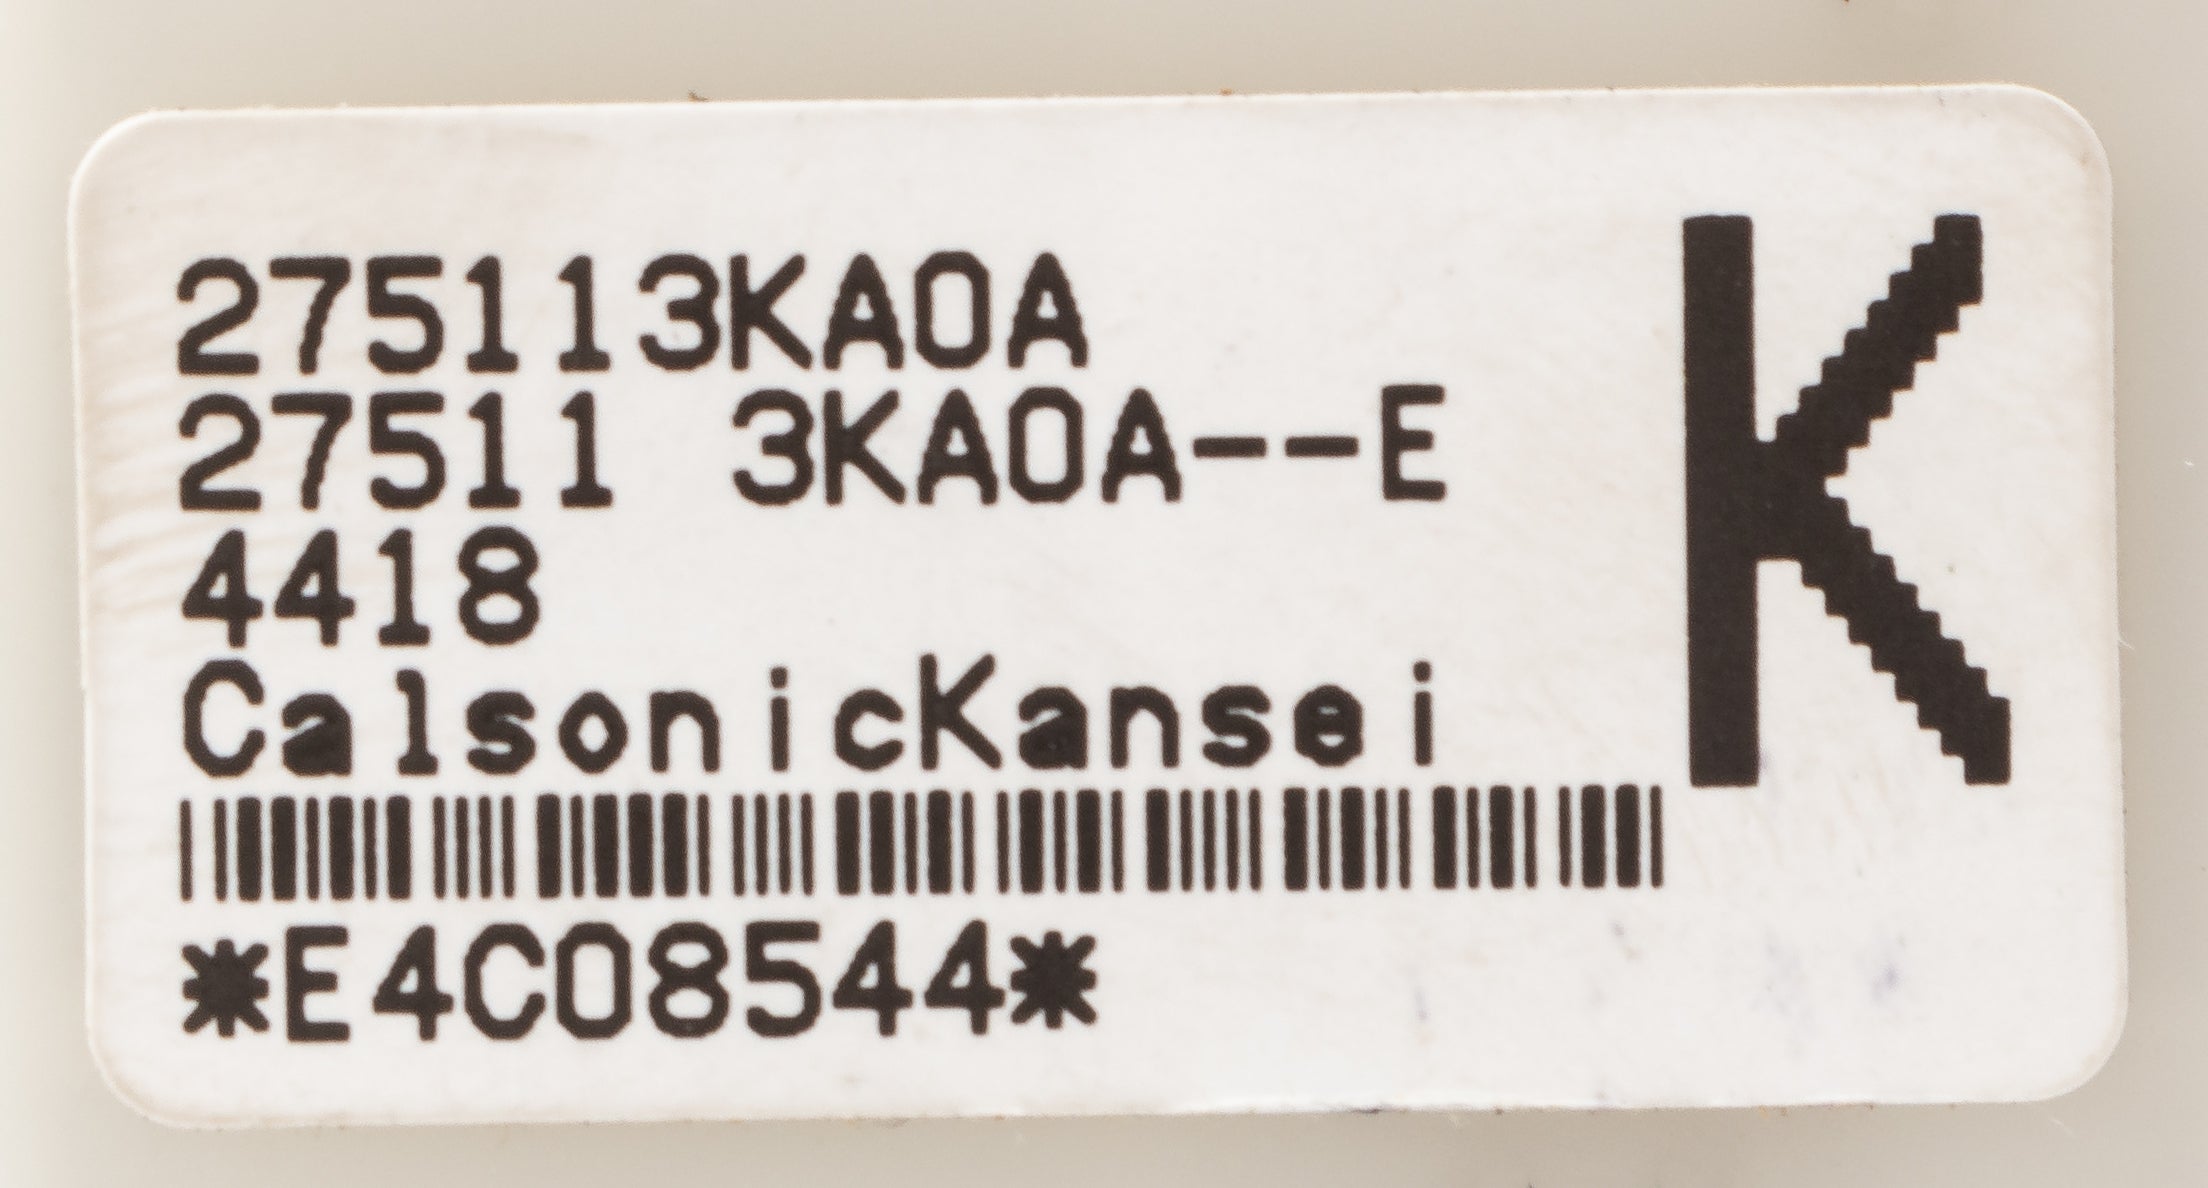 275113KA0A
27511 3KA0A--E
4418
CalsonicKansei
*E4C08544*
K